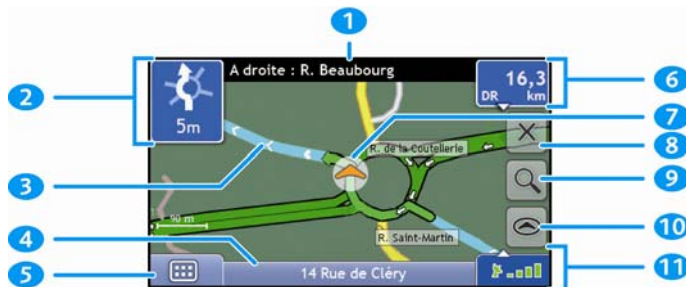 1
2
A droite : R. Beaubourg
16,3
DR km
6
5m
7
R. de la Coutellerie
8
3
9
90 m
R. Saint-Martin
10
4
5
14 Rue de Cléry
11